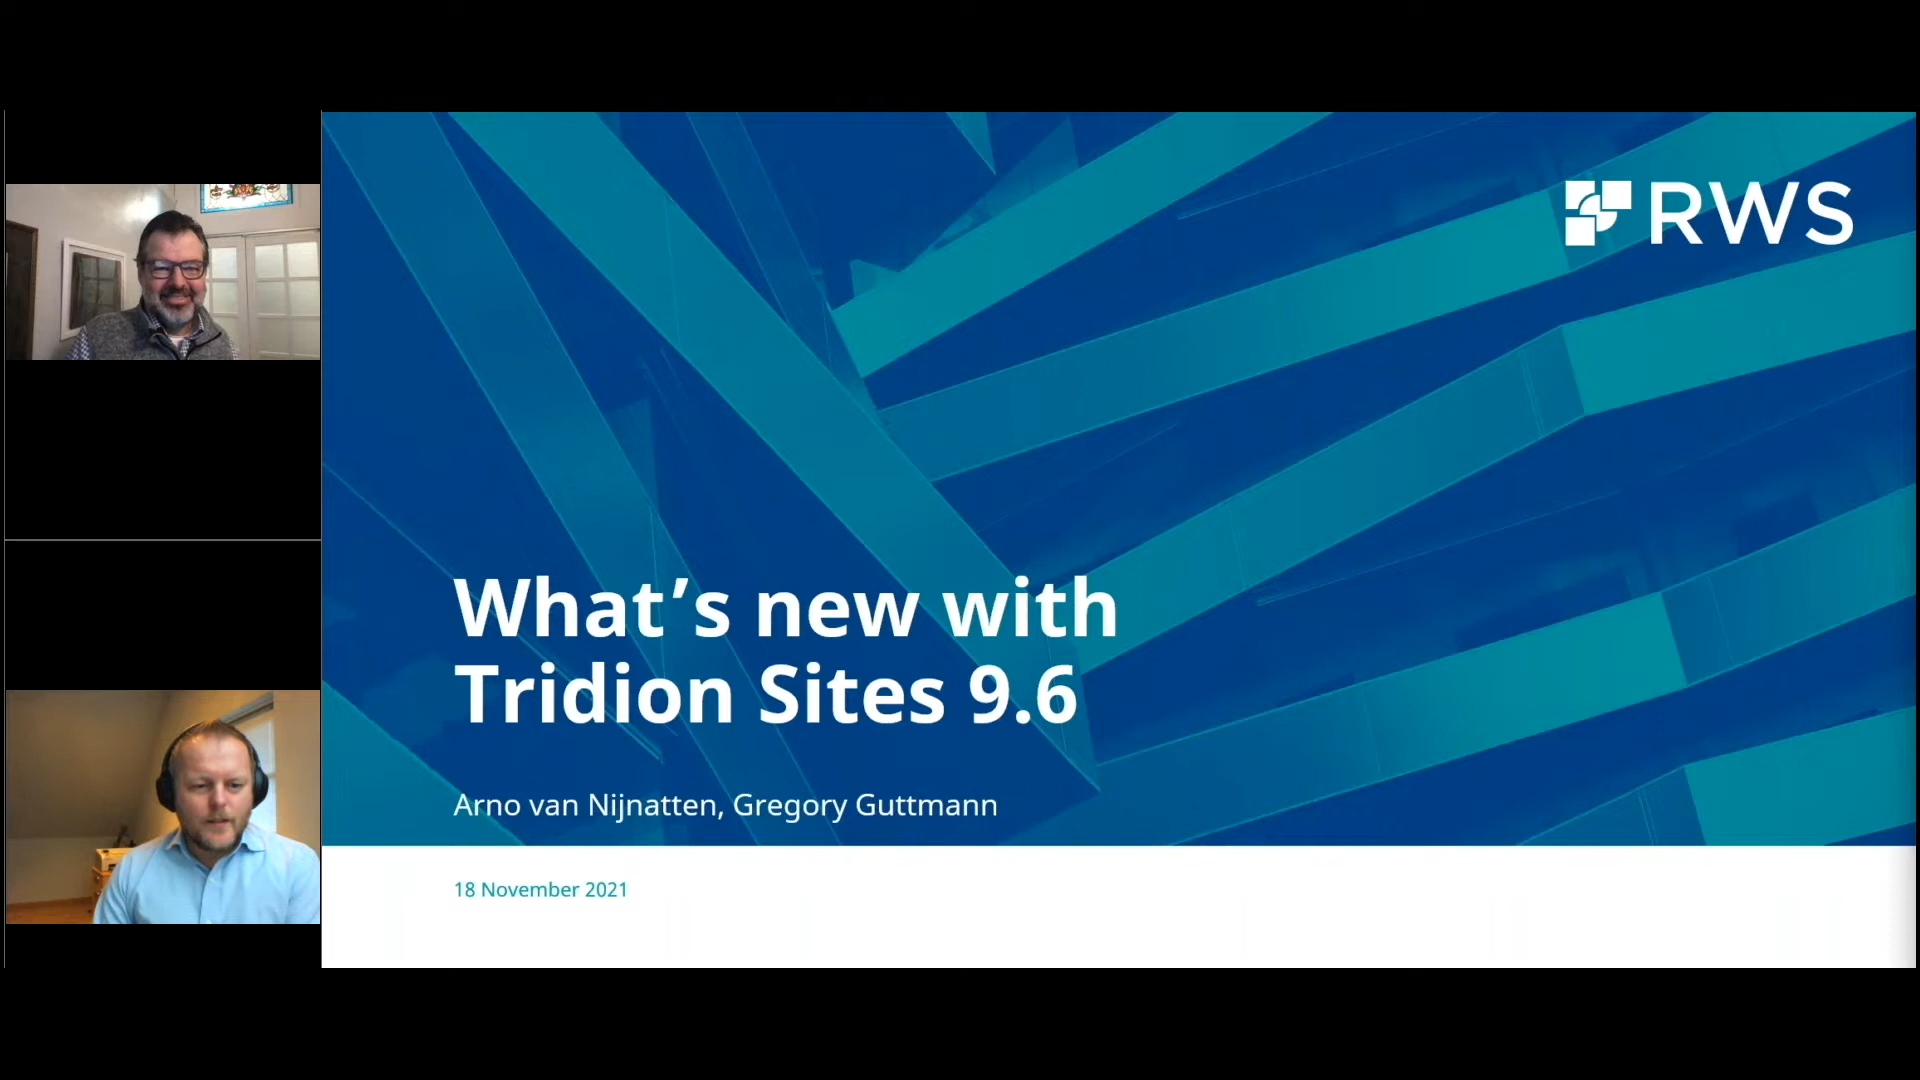 RWS
What’s new with
Tridion Sites 9.6
Arno van Nijnatten, Gregory Guttmann
18 November 2021